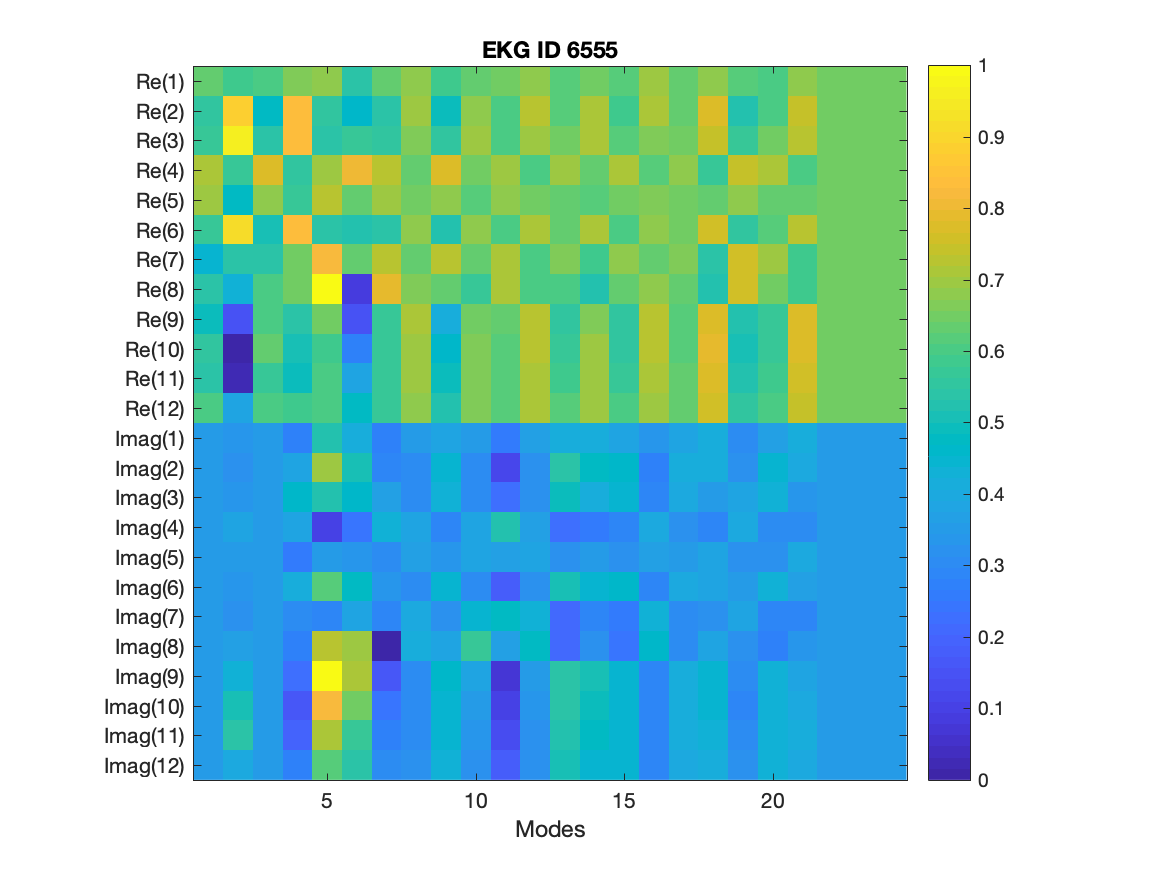 EKG ID 6555
Re(1)
Re(2)
Re(3)
Re(4)
Re(5)
Re(6)
Re(7)
Re(8)
Re(9)
Re(10)
Re(11)
Re(12)
Imag(1)
Imag(2)
Imag(3)
Imag(4)
Imag(5)
Imag(6)
Imag(7)
Imag(8)
Imag(9)
Imag(10)
Imag(11)
Imag(12)
5 10 15 20
Modes
1
0.9
0.8
0.7
0.6
0.5
0.4
0.3
0.2
0.1
0